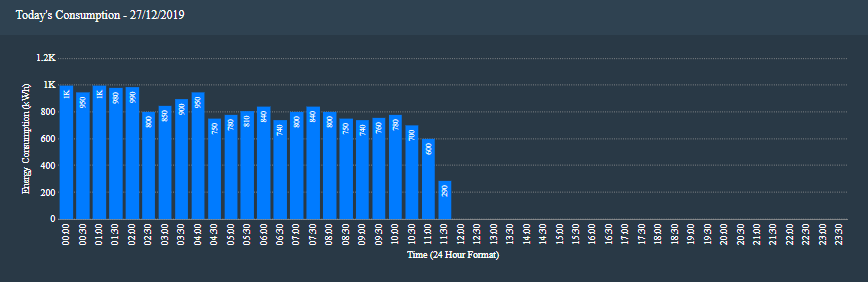 Today's Consumption - 27/12/2019
Energy Consumption (kWh)
1.2K
1K
800
600
400
200
0
1K 950 1K 980 990 800 850 900 950 750 780 810 840 740 800 840 800 750 740 760 780 700 600 290
00:00 00:30 01:00 01:30 02:00 02:30 03:00 03:30 04:00 04:30 05:00 05:30 06:00 06:30 07:00 07:30 08:00 08:30 09:00 09:30 10:00 10:30 11:00 11:30 12:00 12:30 13:00 13:30 14:00 14:30 15:00 15:30 16:00 16:30 17:00 17:30 18:00 18:30 19:00 19:30 20:00 20:30 21:00 21:30 22:00 22:30 23:00 23:30
Time (24 Hour Format)